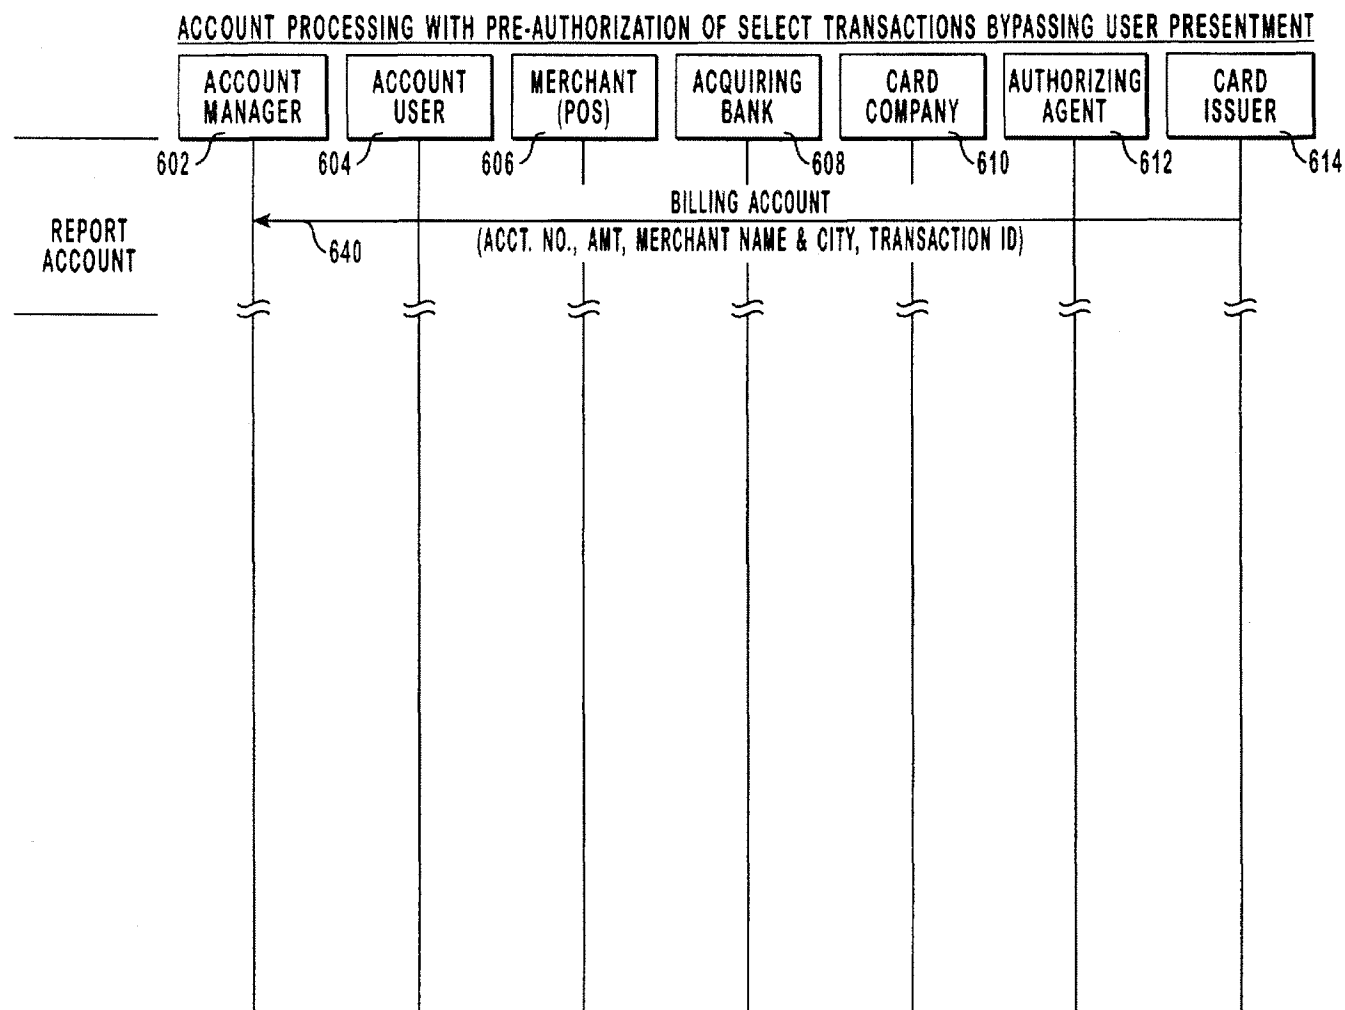 ACCOUNT PROCESSING WITH PRE-AUTHORIZATION OF SELECT TRANSACTIONS BYPASSING USER PRESENTMENT
ACCOUNT MANAGER
ACCOUNT USER
MERCHANT (POS)
ACQUIRING BANK
CARD COMPANY
AUTHORIZING AGENT
CARD ISSUER
602
604
606
608
610
612
614
BILLING ACCOUNT
REPORT ACCOUNT
640
(ACCT. NO., AMT, MERCHANT NAME & CITY, TRANSACTION ID)